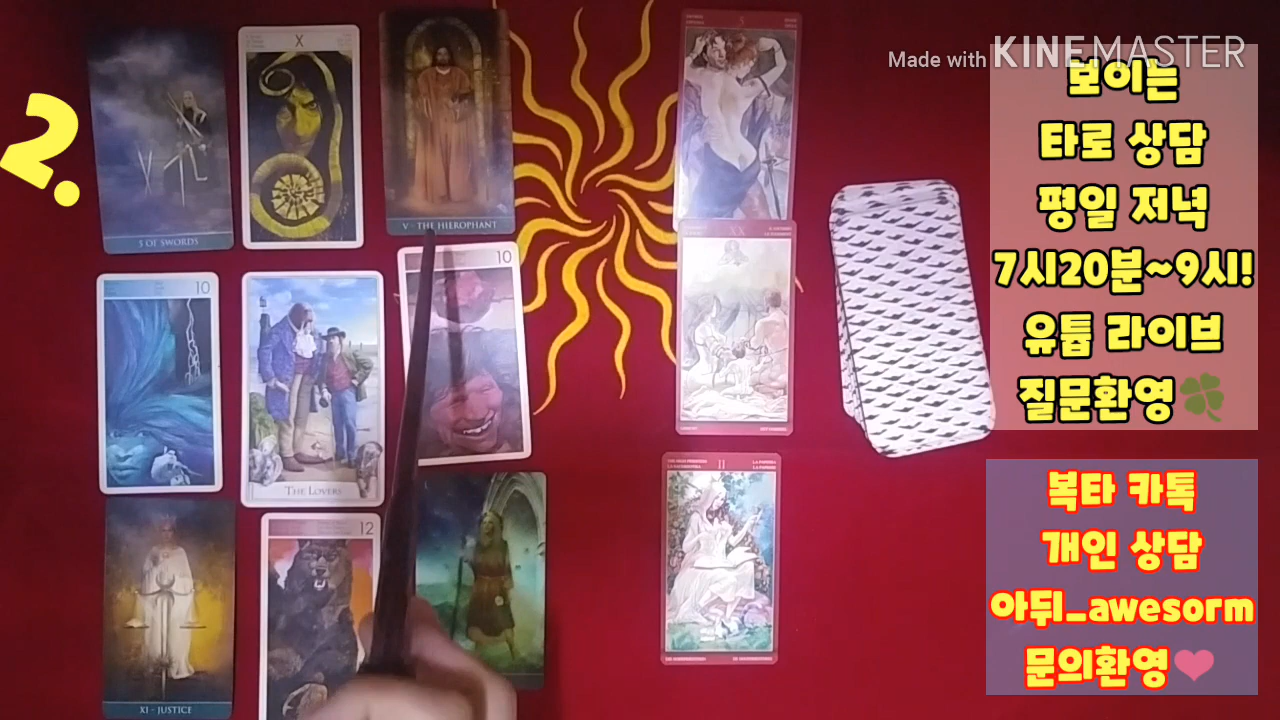 2.
Made with KINEMASTER
보이는
타로 상담
평일 저녁
7시20분~9시!
유튭 라이브
질문환영🍀
복타 카톡
개인 상담
아뒤_awesorm
문의환영❤
5 OF SWORDS
X
V - THE HIEROPHANT
10
THE LOVERS
10
XI - JUSTICE
12
XX
II